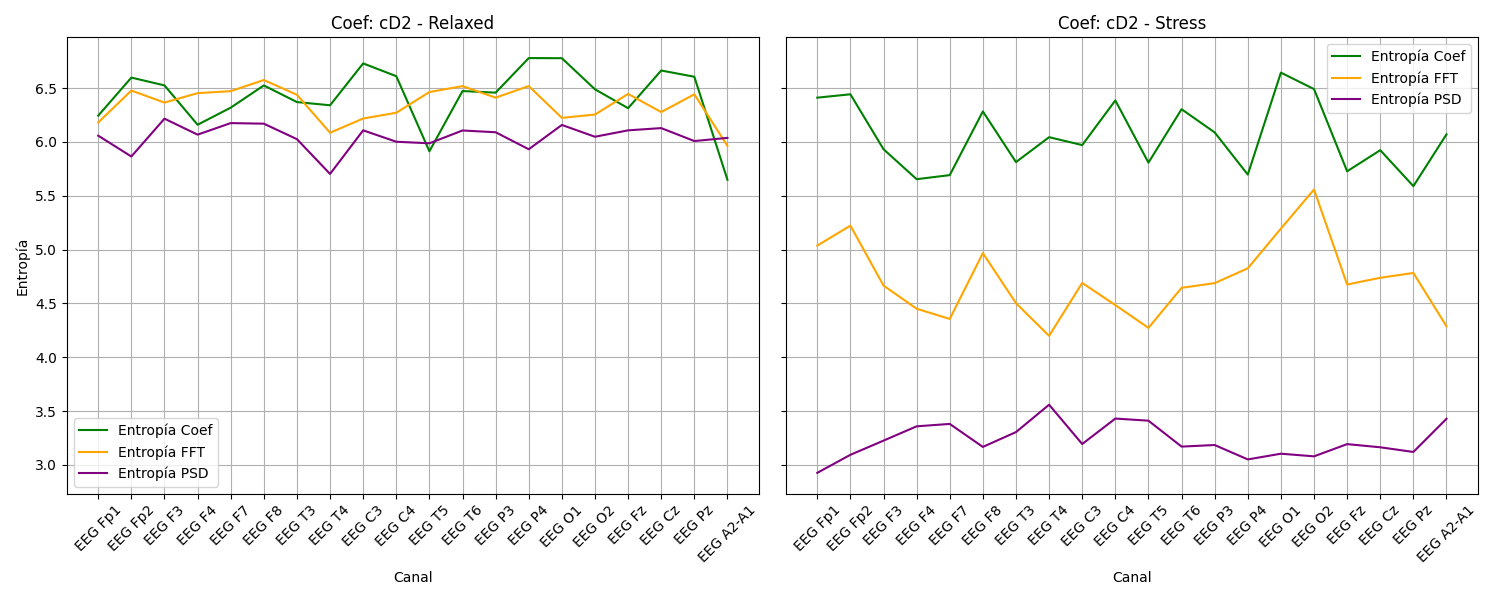 Coef: cD2 - Relaxed
Entropía
6.5
6.0
5.5
5.0
4.5
4.0
3.5
3.0
Entropía Coef
Entropía FFT
Entropía PSD
EEG Fp1
EEG Fp2
EEG F3
EEG F4
EEG F7
EEG F8
EEG T3
EEG T4
EEG C3
EEG C4
EEG T5
EEG T6
EEG P3
EEG P4
EEG O1
EEG O2
EEG Fz
EEG Cz
EEG Pz
EEG A2-A1
Canal
Coef: cD2 - Stress
Entropía Coef
Entropía FFT
Entropía PSD
EEG Fp1
EEG Fp2
EEG F3
EEG F4
EEG F7
EEG F8
EEG T3
EEG T4
EEG C3
EEG C4
EEG T5
EEG T6
EEG P3
EEG P4
EEG O1
EEG O2
EEG Fz
EEG Cz
EEG Pz
EEG A2-A1
Canal